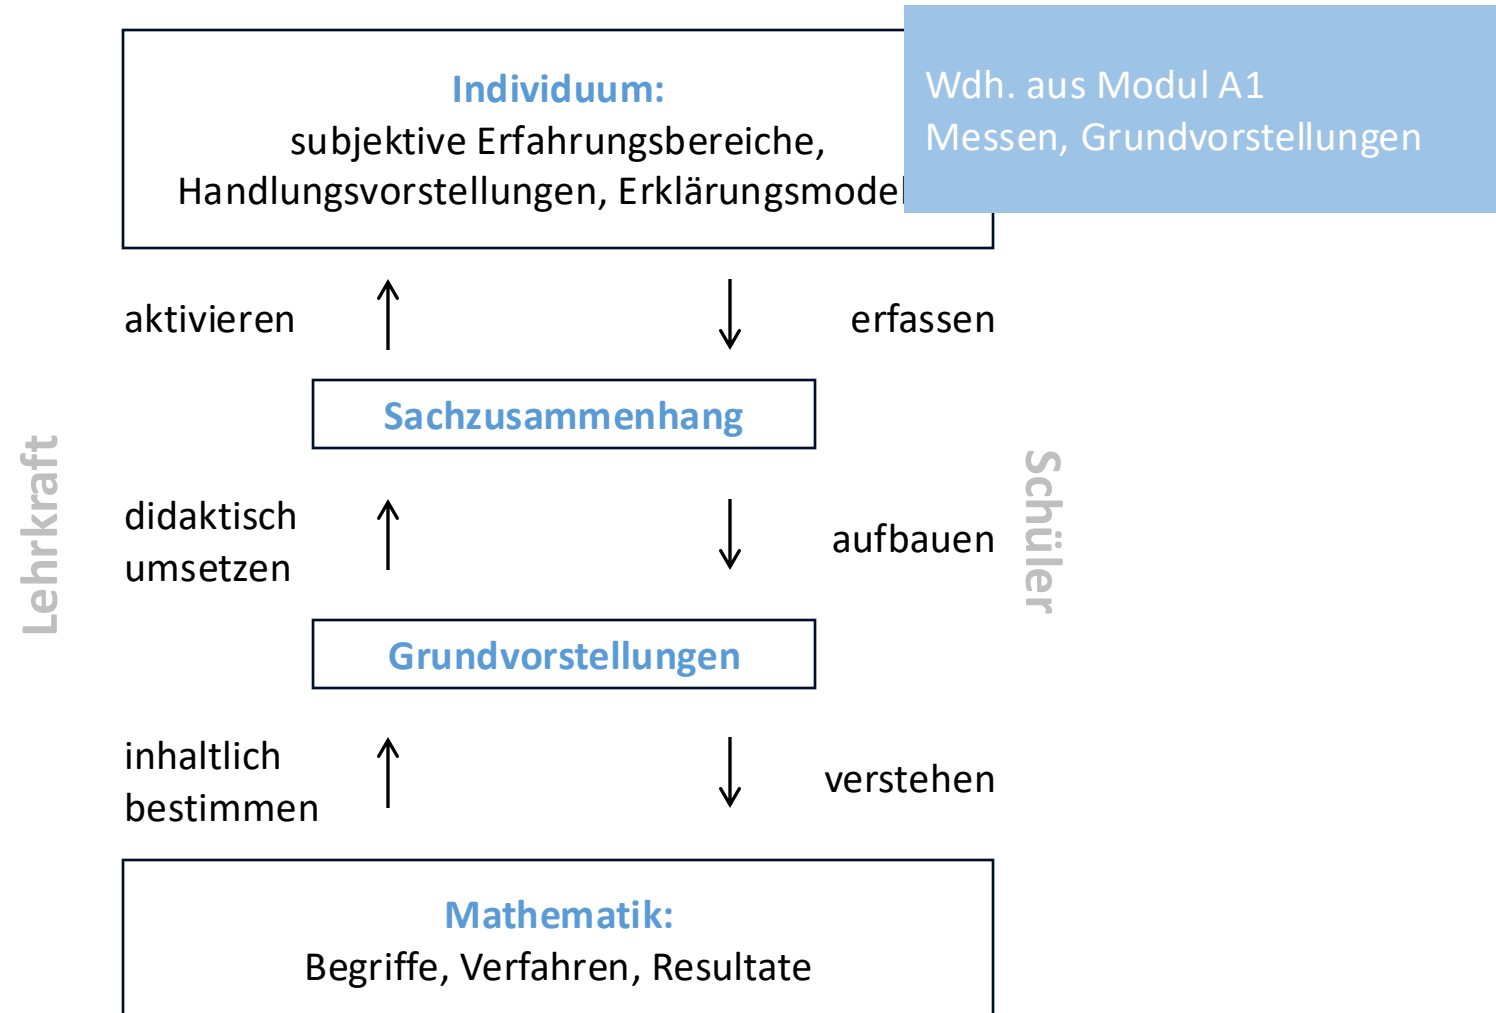 Individuum:
subjektive Erfahrungsbereiche,
Handlungsvorstellungen,
Wdh. aus Modul A1
Messen, Grundvorstellungen
aktivieren
erfassen
Sachzusammenhang
Lehrkraft
Schüler
didaktisch
umsetzen
aufbauen
Grundvorstellungen
inhaltlich
bestimmen
verstehen
Mathematik:
Begriffe, Verfahren, Resultate